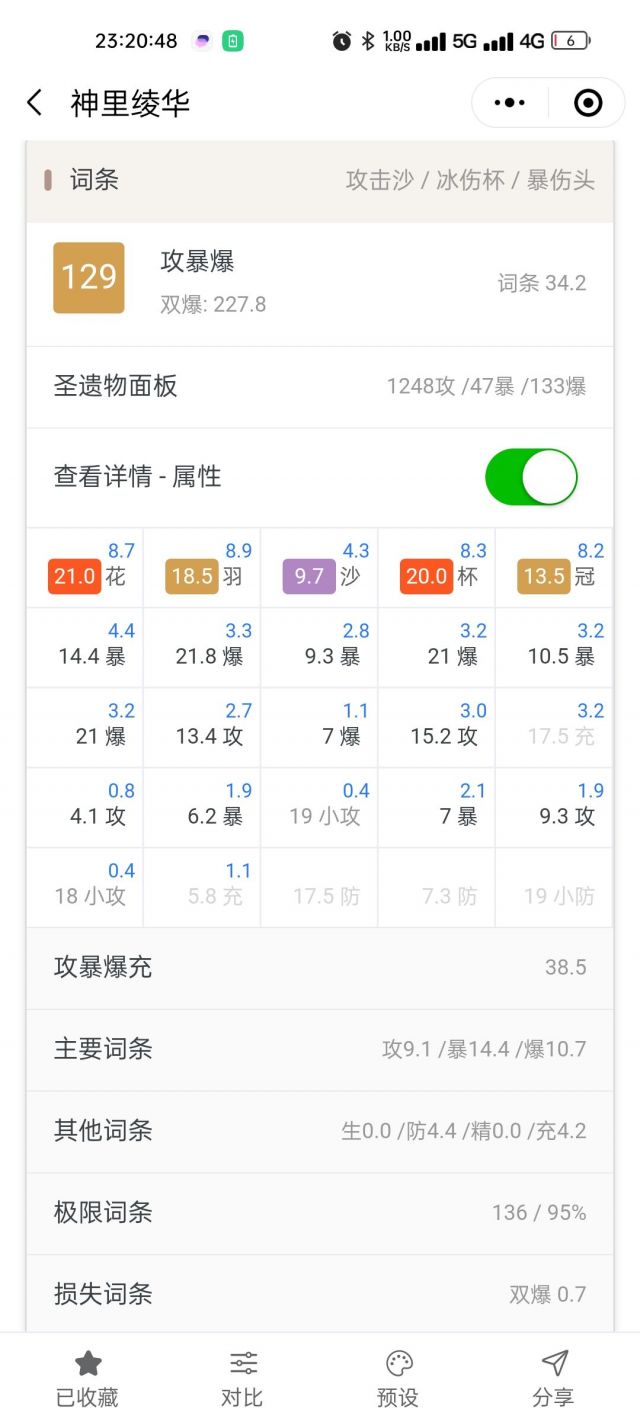 23:20:48 1.00 KB/S 5G 4G 6
神里绫华
词条 攻击沙 / 冰伤杯 / 暴伤头
129 攻暴爆 词条 34.2
双爆: 227.8
圣遗物面板 1248攻 /47暴 /133爆
查看详情 - 属性
8.7 8.9 4.3 8.3 8.2
21.0 花 18.5 羽 9.7 沙 20.0 杯 13.5 冠
4.4 3.3 2.8 3.2 3.2
14.4 暴 21.8 爆 9.3 暴 21 爆 10.5 暴
3.2 2.7 1.1 3.0 3.2
21 爆 13.4 攻 7 爆 15.2 攻 17.5 充
0.8 1.9 0.4 2.1 1.9
4.1 攻 6.2 暴 19 小攻 7 暴 9.3 攻
0.4 1.1
18 小攻 5.8 充 17.5 防 7.3 防 19 小防
攻暴爆充 38.5
主要词条 攻9.1 /暴14.4 /爆10.7
其他词条 生0.0 /防4.4 /精0.0 /充4.2
极限词条 136 / 95%
损失词条 双爆 0.7
已收藏 对比 预设 分享